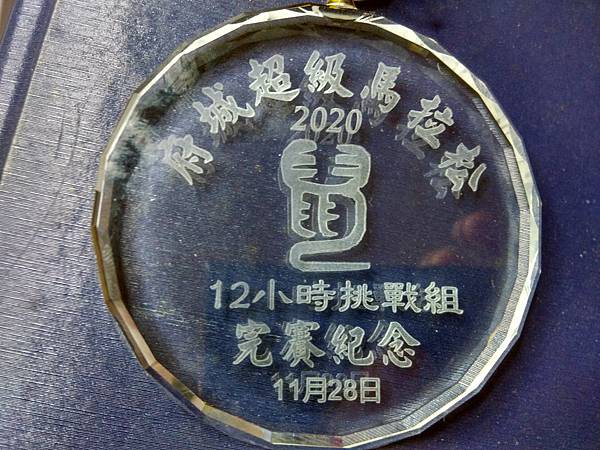 府城超級馬拉松
2020
鼠
12小時挑戰組
完賽紀念
11月28日